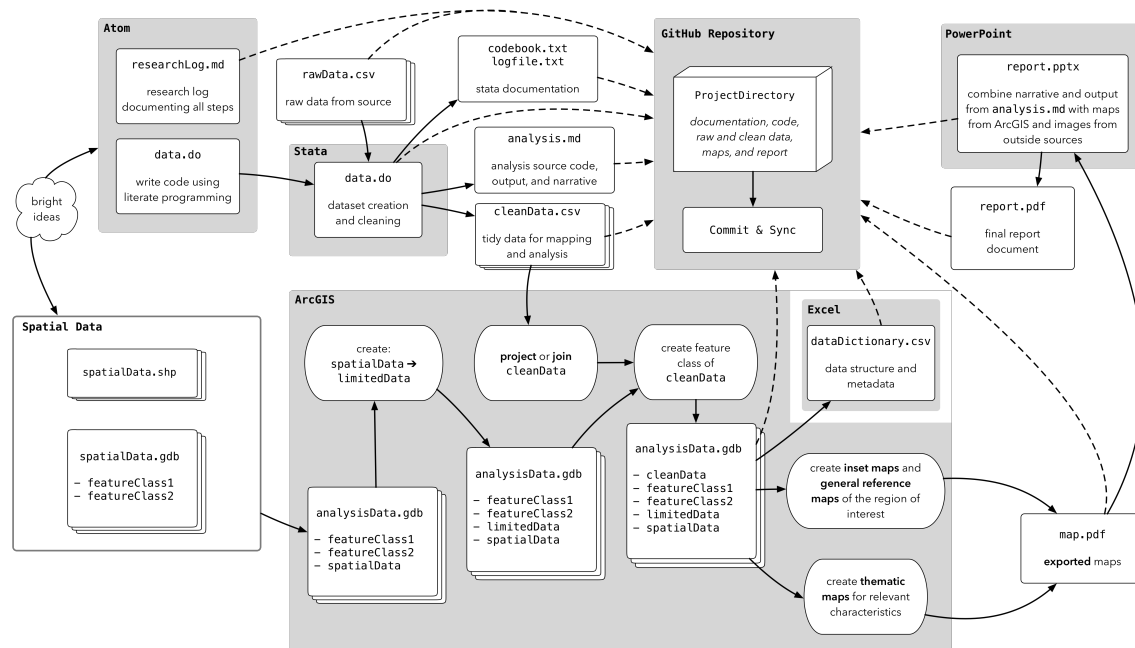 Atom
researchLog.md
research log
documenting all steps
data.do
write code using
literate programming
bright
ideas
rawData.csv
raw data from source
Stata
data.do
dataset creation
and cleaning
codebook.txt
logfile.txt
stata documentation
analysis.md
analysis source code,
output, and narrative
cleanData.csv
tidy data for mapping
and analysis
GitHub Repository
ProjectDirectory
documentation, code,
raw and clean data,
maps, and report
Commit & Sync
PowerPoint
report.pptx
combine narrative and output
from analysis.md with maps
from ArcGIS and images from
outside sources
report.pdf
final report
document
Spatial Data
spatialData.shp
spatialData.gdb
– featureClass1
– featureClass2
ArcGIS
create:
spatialData ➔
limitedData
project or join
cleanData
create feature
class of
cleanData
Excel
dataDictionary.csv
data structure and
metadata
analysisData.gdb
– featureClass1
– featureClass2
– spatialData
analysisData.gdb
– featureClass1
– featureClass2
– limitedData
– spatialData
analysisData.gdb
– cleanData
– featureClass1
– featureClass2
– limitedData
– spatialData
create inset maps and
general reference
maps of the region of
interest
create thematic
maps for relevant
characteristics
map.pdf
exported maps